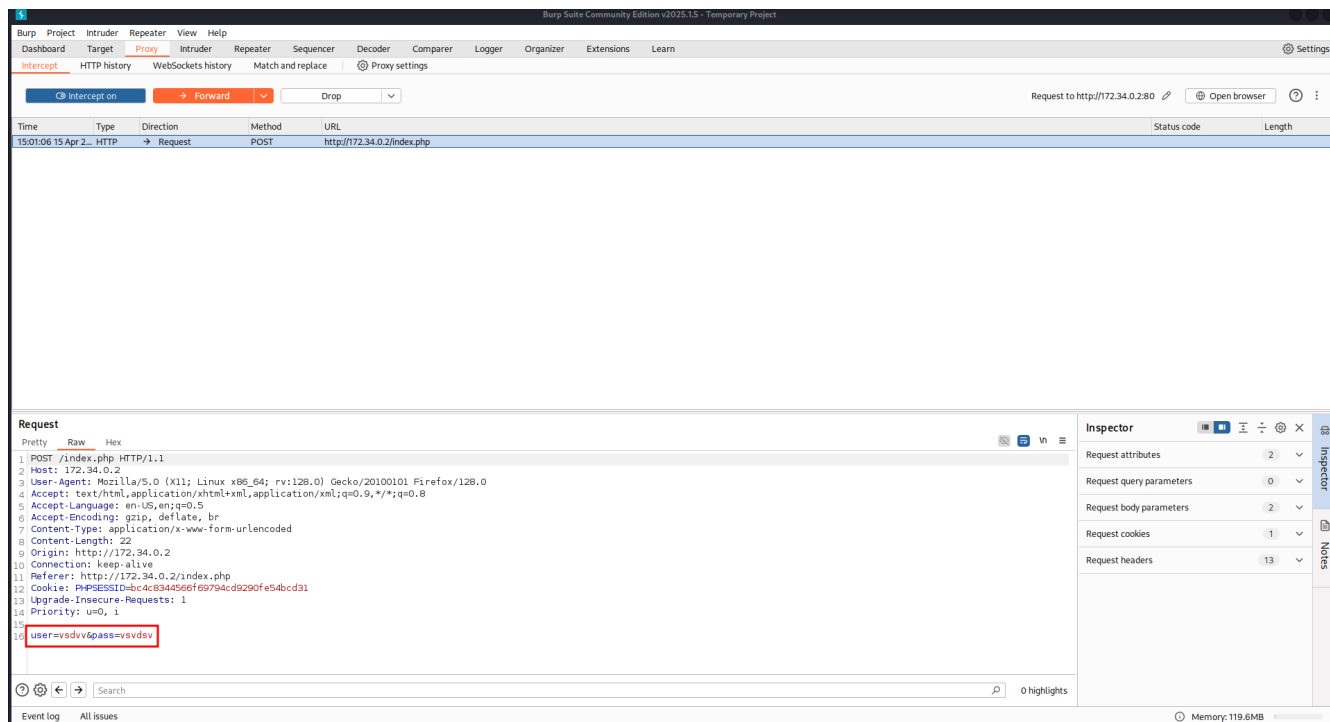 Burp Suite Community Edition v2025.1.5 - Temporary Project
Burp Project Intruder Repeater View Help
Dashboard Target Proxy Intruder Repeater Sequencer Decoder Comparer Logger Organizer Extensions Learn Settings
Intercept HTTP history WebSockets history Match and replace Proxy settings
Intercept on → Forward Drop Request to http://172.34.0.2:80 Open browser
Time Type Direction Method URL Status code Length
15:01:06 15 Apr 2... HTTP → Request POST http://172.34.0.2/index.php
Request
Pretty Raw Hex \n
Inspector
1 POST /index.php HTTP/1.1
2 Host: 172.34.0.2
3 User-Agent: Mozilla/5.0 (X11; Linux x86_64; rv:128.0) Gecko/20100101 Firefox/128.0
4 Accept: text/html,application/xhtml+xml,application/xml;q=0.9,*/*;q=0.8
5 Accept-Language: en-US,en;q=0.5
6 Accept-Encoding: gzip, deflate, br
7 Content-Type: application/x-www-form-urlencoded
8 Content-Length: 22
9 Origin: http://172.34.0.2
10 Connection: keep-alive
11 Referer: http://172.34.0.2/index.php
12 Cookie: PHPSESSID=bc4c8344566f69794cd9290fe54bcd31
13 Upgrade-Insecure-Requests: 1
14 Priority: u=0, i
15
16 user=vsdvv&pass=vsvdsv
Request attributes 2
Request query parameters 0
Request body parameters 2
Request cookies 1
Request headers 13
Inspector
Notes
Search 0 highlights
Event log All issues Memory: 119.6MB